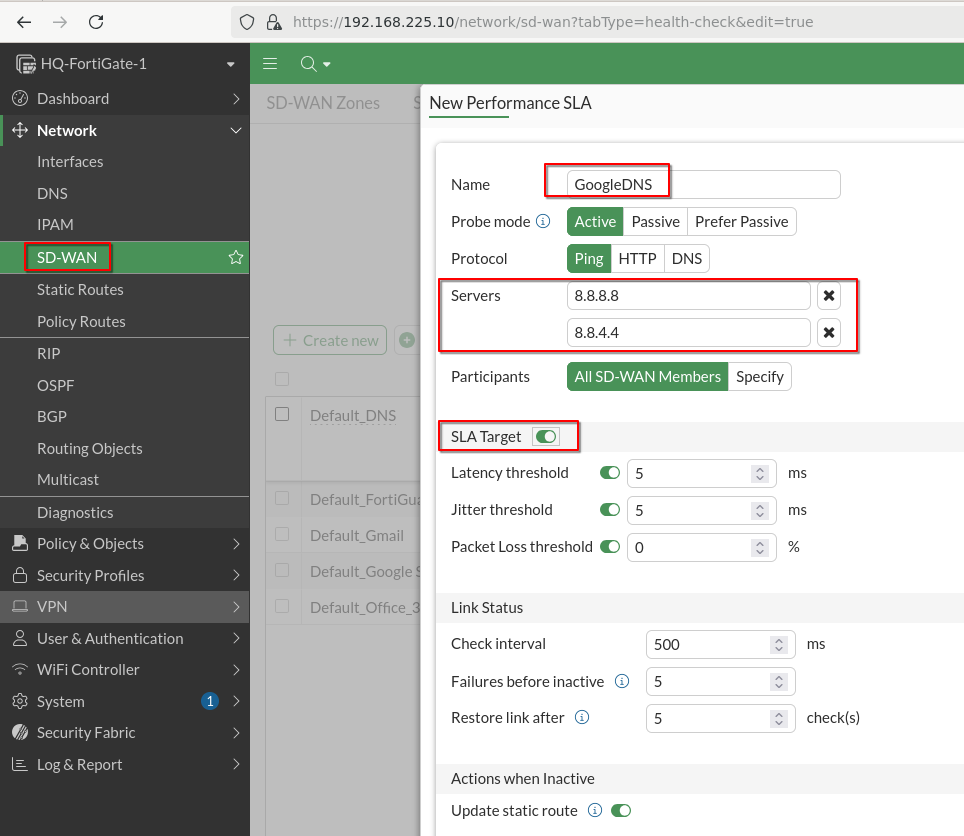 https://192.168.225.10/network/sd-wan?tabType=health-check&edit=true
HQ-FortiGate-1
Dashboard
Network
Interfaces
DNS
IPAM
SD-WAN
Static Routes
Policy Routes
RIP
OSPF
BGP
Routing Objects
Multicast
Diagnostics
Policy & Objects
Security Profiles
VPN
User & Authentication
WiFi Controller
System 1
Security Fabric
Log & Report
SD-WAN Zones S
Create new
Default_DNS
Default_FortiGua
Default_Gmail
Default_Google S
Default_Office_3
New Performance SLA
Name GoogleDNS
Probe mode Active Passive Prefer Passive
Protocol Ping HTTP DNS
Servers 8.8.8.8
8.8.4.4
Participants All SD-WAN Members Specify
SLA Target
Latency threshold 5 ms
Jitter threshold 5 ms
Packet Loss threshold 0 %
Link Status
Check interval 500 ms
Failures before inactive 5
Restore link after 5 check(s)
Actions when Inactive
Update static route